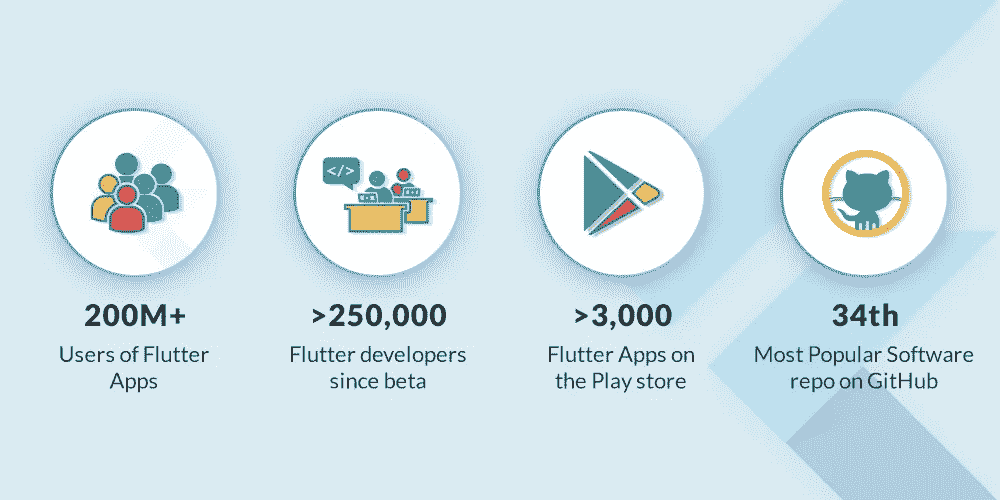 </>
200M+
Users of Flutter
Apps
>250,000
Flutter developers
since beta
>3,000
Flutter Apps on
the Play store
34th
Most Popular Software
repo on GitHub